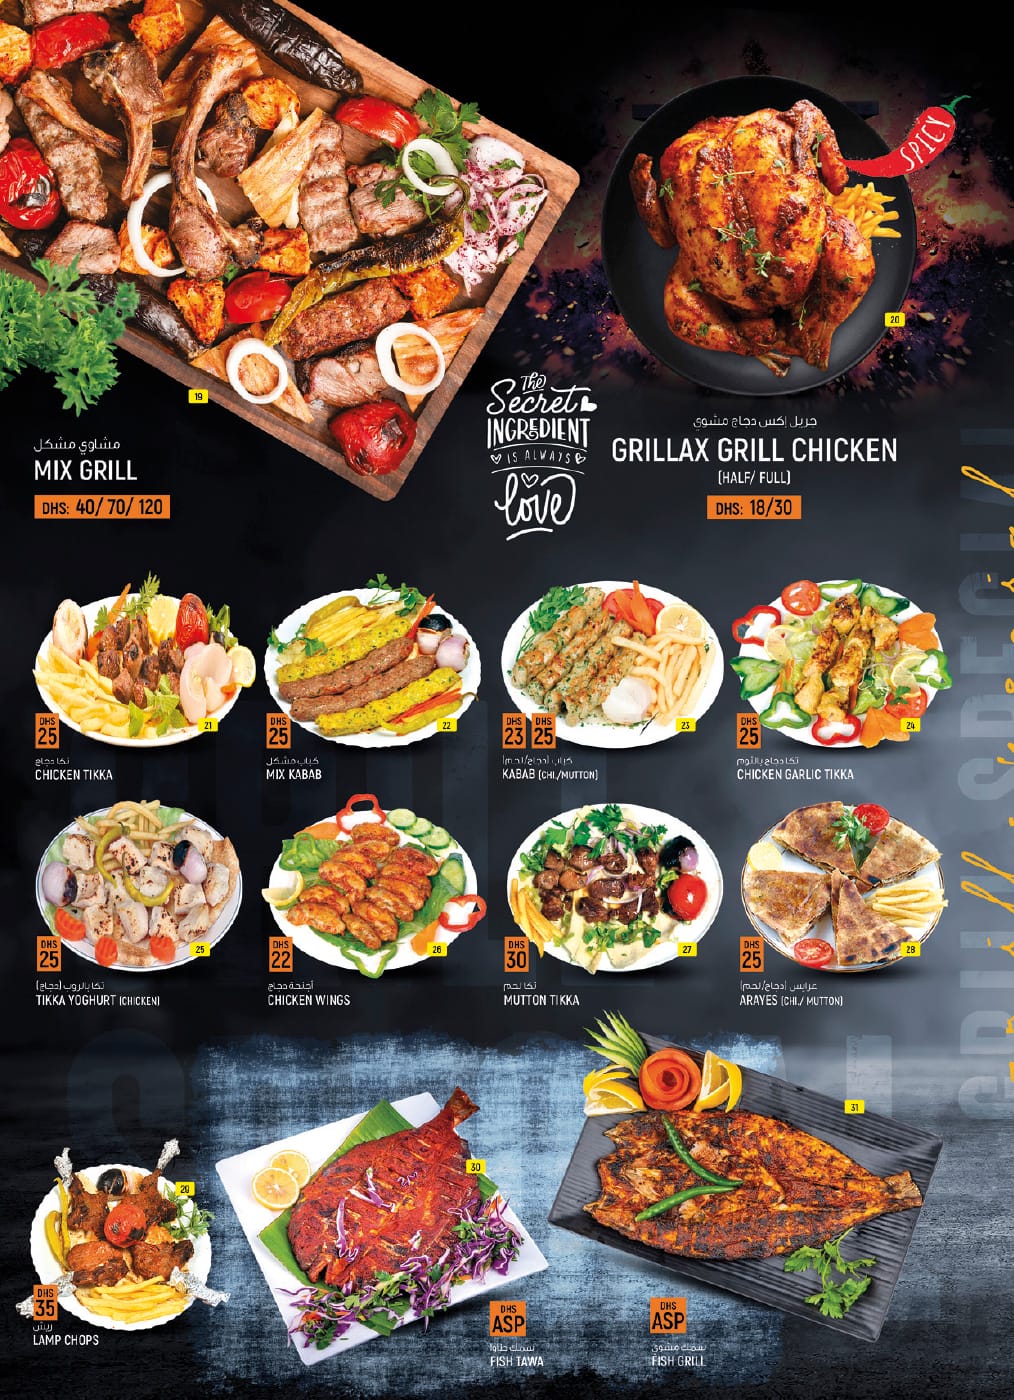 SPICY
20
19
مشاوي مشكل
MIX GRILL
DHS: 40/ 70/ 120
The
Secret
INGREDIENT
IS ALWAYS
love
جريل إكس دجاج مشوي
GRILLAX GRILL CHICKEN
(HALF/ FULL)
DHS: 18/30
DHS
25
21
تكا دجاج
CHICKEN TIKKA
DHS
25
22
كباب مشكل
MIX KABAB
DHS
23
DHS
25
23
كباب (دجاج/لحم)
KABAB (CHI./MUTTON)
DHS
25
24
تكا دجاج بالثوم
CHICKEN GARLIC TIKKA
DHS
25
25
تكا بالروب (دجاج)
TIKKA YOGHURT (CHICKEN)
DHS
22
26
أجنحة دجاج
CHICKEN WINGS
DHS
30
27
تكا لحم
MUTTON TIKKA
DHS
25
28
عرايس (دجاج/لحم)
ARAYES (CHI./ MUTTON)
GRILL SPECIAL
29
DHS
35
ريش
LAMP CHOPS
30
DHS
ASP
سمك طاوا
FISH TAWA
31
DHS
ASP
سمك مشوي
FISH GRILL